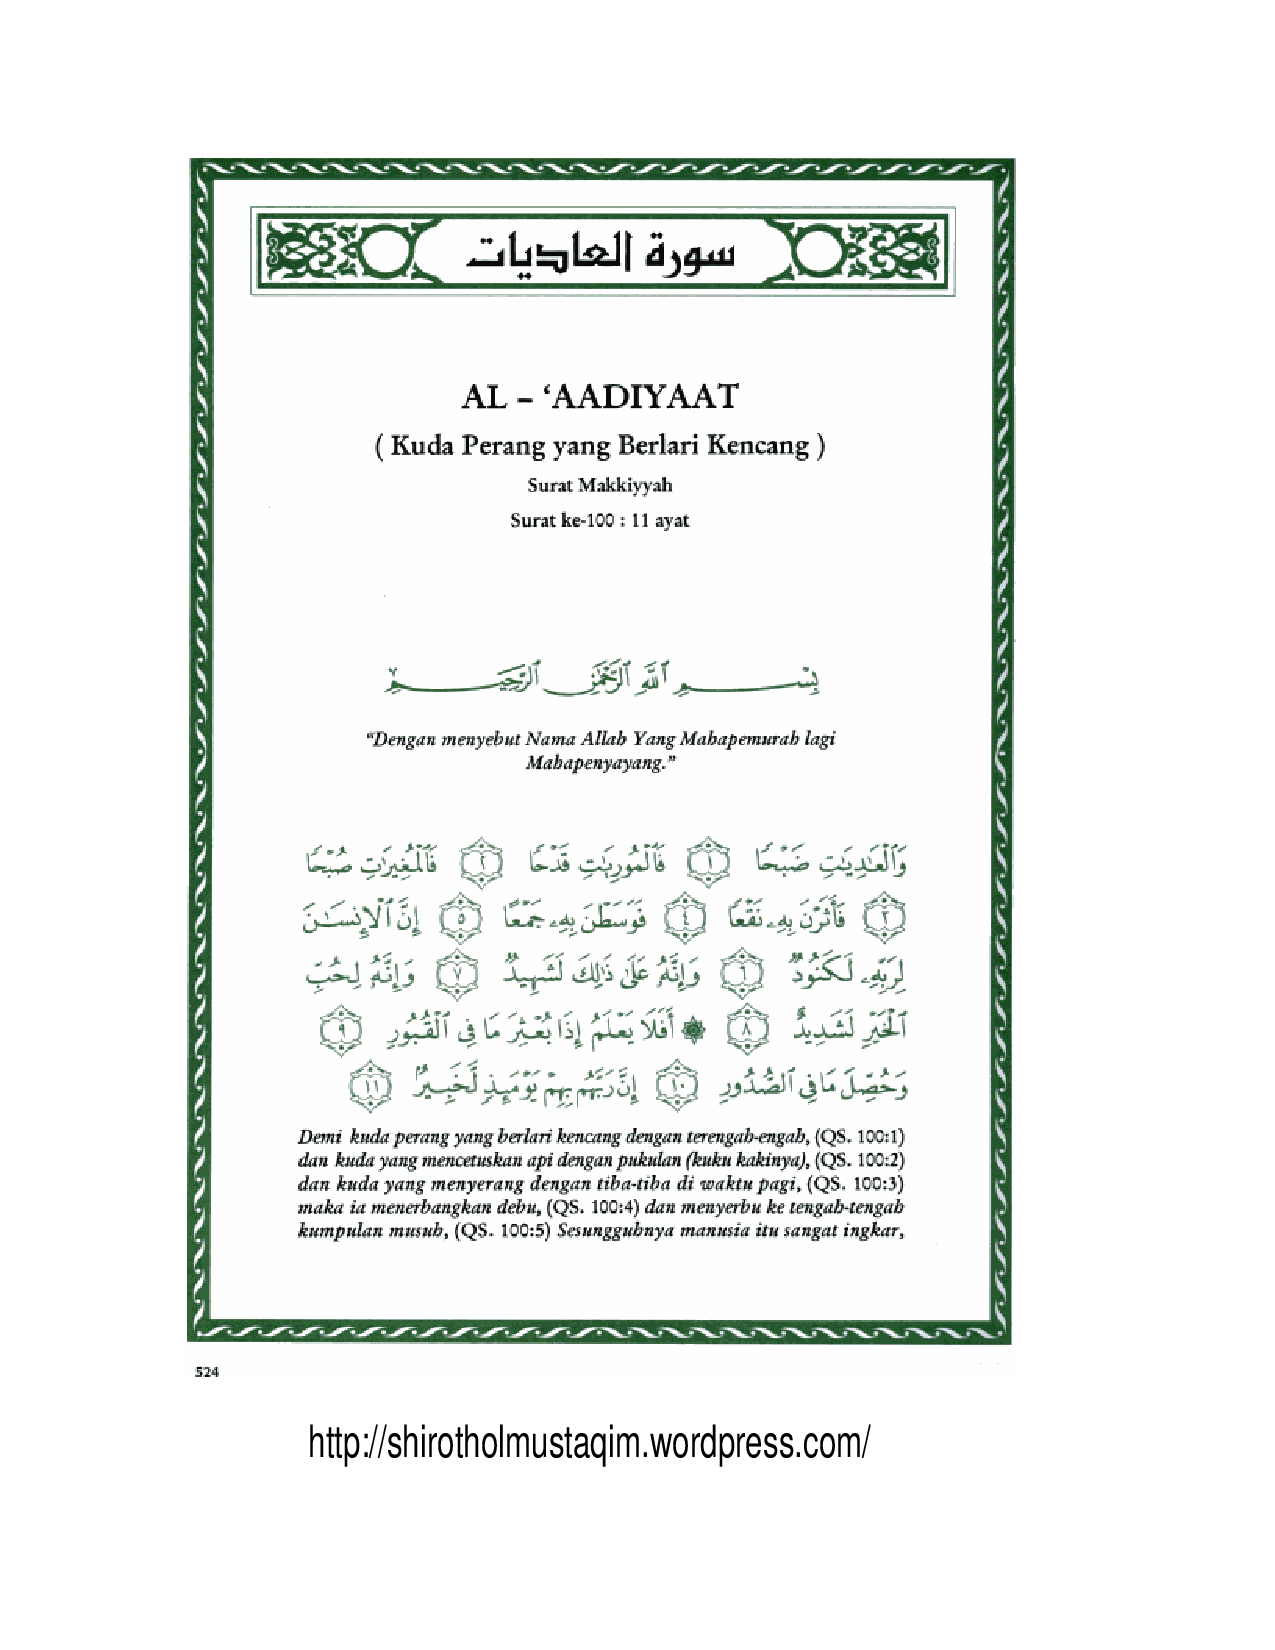 سورة العاديات
AL – ‘AADIYAAT
( Kuda Perang yang Berlari Kencang )
Surat Makkiyyah
Surat ke-100 : 11 ayat
بِسْمِ ٱللَّهِ ٱلرَّحْمَٰنِ ٱلرَّحِيمِ
“Dengan menyebut Nama Allah Yang Mahapemurah lagi
Mahapenyayang.”
وَٱلْعَٰدِيَٰتِ ضَبْحًا ١ فَٱلْمُورِيَٰتِ قَدْحًا ٢ فَٱلْمُغِيرَٰتِ صُبْحًا
٣ فَأَثَرْنَ بِهِۦ نَقْعًا ٤ فَوَسَطْنَ بِهِۦ جَمْعًا ٥ إِنَّ ٱلْإِنسَٰنَ
لِرَبِّهِۦ لَكَنُودٌ ٦ وَإِنَّهُۥ عَلَىٰ ذَٰلِكَ لَشَهِيدٌ ٧ وَإِنَّهُۥ لِحُبِّ
ٱلْخَيْرِ لَشَدِيدٌ ٨ ۞ أَفَلَا يَعْلَمُ إِذَا بُعْثِرَ مَا فِى ٱلْقُبُورِ ٩
وَحُصِّلَ مَا فِى ٱلصُّدُورِ ١٠ إِنَّ رَبَّهُم بِهِمْ يَوْمَئِذٍ لَّخَبِيرٌۢ ١١
Demi kuda perang yang berlari kencang dengan terengah-engah, (QS. 100:1)
dan kuda yang mencetuskan api dengan pukulan (kuku kakinya), (QS. 100:2)
dan kuda yang menyerang dengan tiba-tiba di waktu pagi, (QS. 100:3)
maka ia menerbangkan debu, (QS. 100:4) dan menyerbu ke tengah-tengah
kumpulan musuh, (QS. 100:5) Sesungguhnya manusia itu sangat ingkar,
524
http://shirotholmustaqim.wordpress.com/